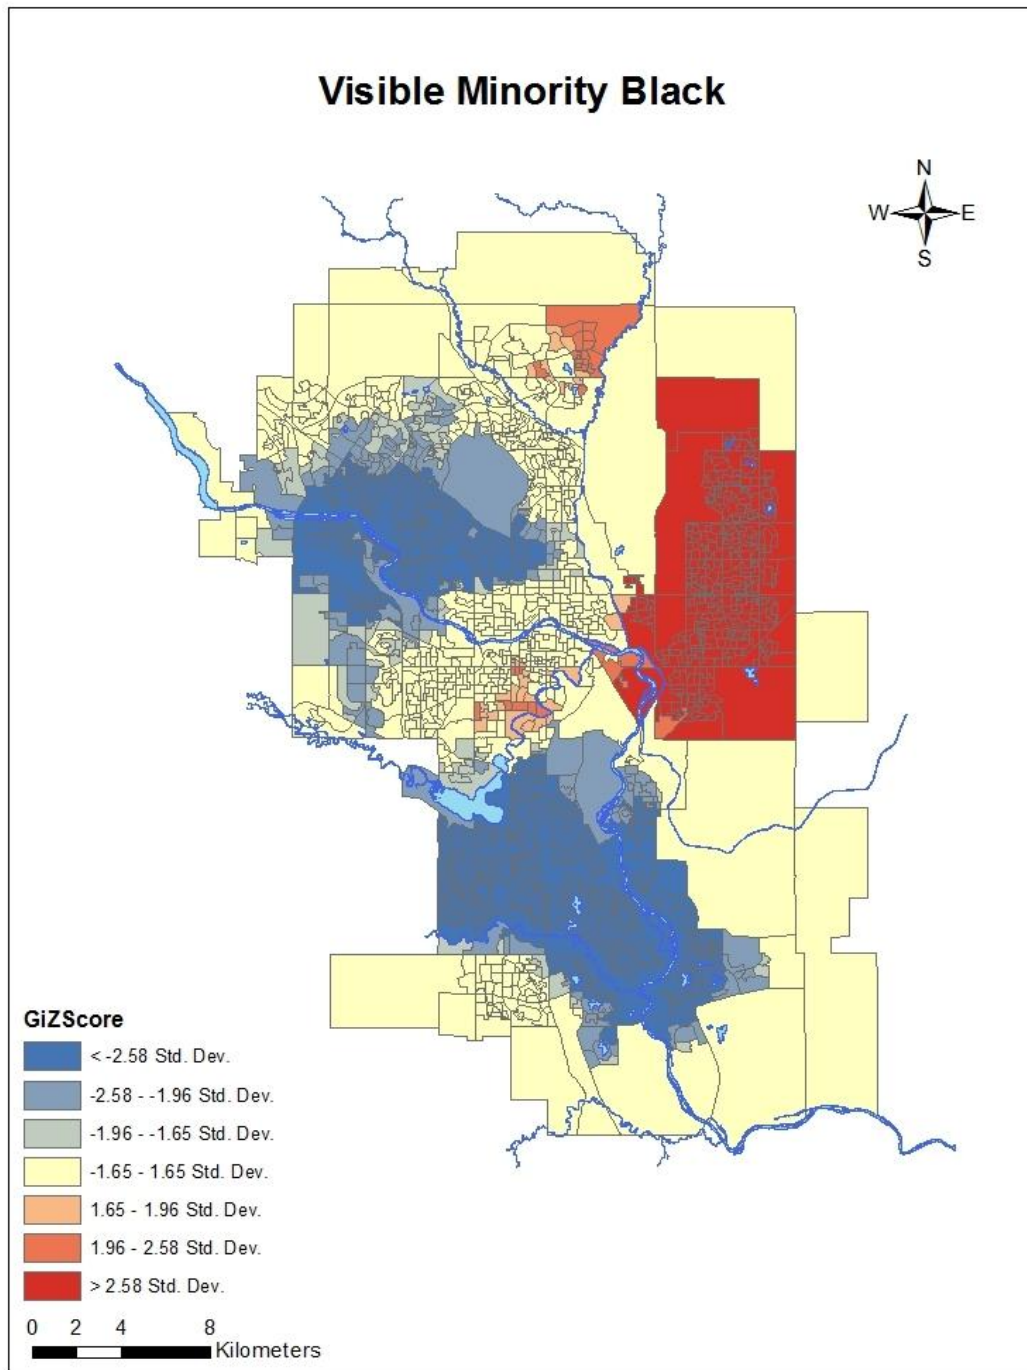 Visible Minority Black
N
W E
S
GiZScore
< -2.58 Std. Dev.
-2.58 - -1.96 Std. Dev.
-1.96 - -1.65 Std. Dev.
-1.65 - 1.65 Std. Dev.
1.65 - 1.96 Std. Dev.
1.96 - 2.58 Std. Dev.
> 2.58 Std. Dev.
0 2 4 8
Kilometers